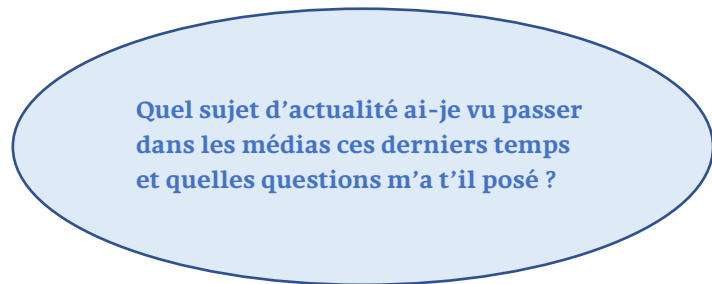 Quel sujet d’actualité ai-je vu passer
dans les médias ces derniers temps
et quelles questions m’a t’il posé ?